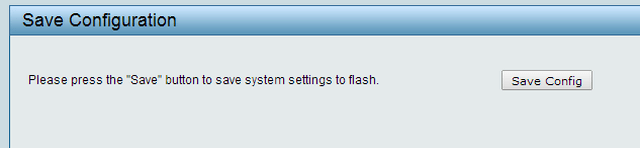 Save Configuration
Please press the "Save" button to save system settings to flash. Save Config